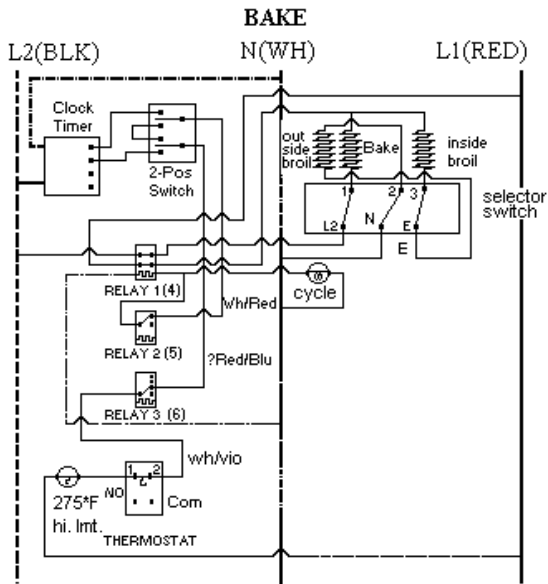 BAKE
L2(BLK) N(WH) L1(RED)
Clock
Timer
2-Pos
Switch
out
side
broil
Bake
inside
broil
1 2 3
L2 N E
E
selector
switch
RELAY 1 (4)
cycle
Wh/Red
RELAY 2 (5)
?Red/Blu
RELAY 3 (6)
wh/vio
1 2
NO
Com
275*F
hi. lmt.
THERMOSTAT